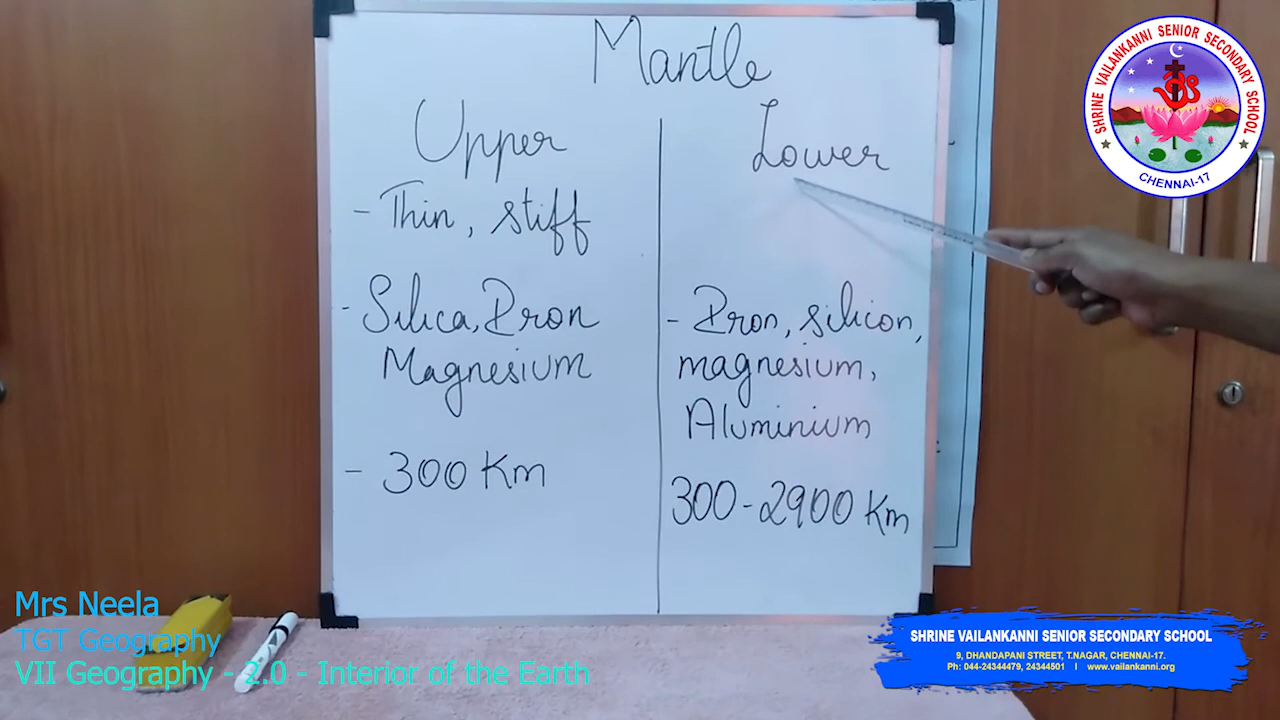 Mantle
Upper
- Thin, stiff
- Silica, Iron
Magnesium
- 300 Km
Lower
- Iron, silicon,
magnesium,
Aluminium
300-2900 Km
SHRINE VAILANKANNI SENIOR SECONDARY SCHOOL
CHENNAI-17
Mrs Neela
TGT Geography
VII Geography - 2.0 - Interior of the Earth
SHRINE VAILANKANNI SENIOR SECONDARY SCHOOL
9, DHANDAPANI STREET, T.NAGAR, CHENNAI-17.
Ph: 044-24344479, 24344501 I www.vailankanni.org